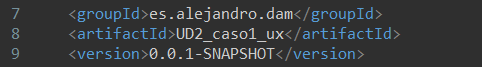 7 <groupId>es.alejandro.dam</groupId>
8 <artifactId>UD2_caso1_ux</artifactId>
9 <version>0.0.1-SNAPSHOT</version>